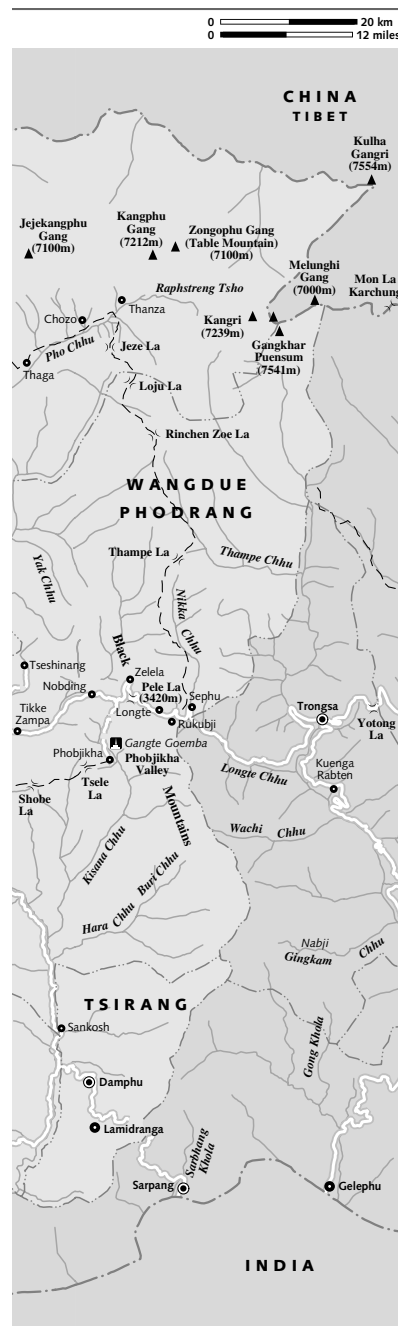 0 20 km
0 12 miles
CHINA
TIBET
Kulha
Gangri
(7554m)
Jejekangphu
Gang
(7100m)
Kangphu
Gang
(7212m)
Zongophu Gang
(Table Mountain)
(7100m)
Melunghi
Gang
(7000m)
Mon La
Karchung
Raphstreng Tsho
Thanza
Chozo
Kangri
(7239m)
Pho Chhu
Jeze La
Gangkhar
Puensum
(7541m)
Thaga
Loju La
Rinchen Zoe La
WANGDUE
PHODRANG
Thampe La
Thampe Chhu
Yak Chhu
Nikka Chhu
Black
Tseshinang
Zelela
Nobding
Pele La
(3420m)
Sephu
Tikke
Zampa
Longte
Rukubji
Trongsa
Yotong
La
Gangte Goemba
Phobjikha
Phobjikha
Valley
Longte Chhu
Kuenga
Rabten
Tsele
La
Shobe
La
Mountains
Wachi Chhu
Kisana Chhu
Buri Chhu
Hara Chhu
Nabji
Gingkam Chhu
TSIRANG
Sankosh
Gong Khola
Damphu
Lamidranga
Sarbhang
Khola
Sarpang
Gelephu
INDIA